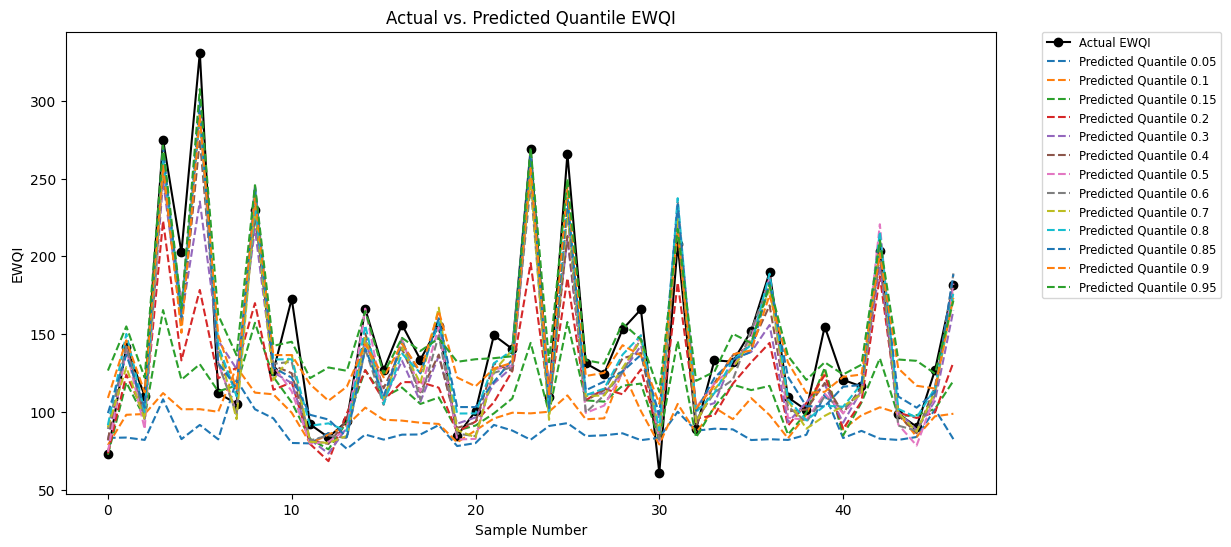 Actual vs. Predicted Quantile EWQI
EWQI
300
250
200
150
100
50
0
10
20
30
40
Sample Number
Actual EWQI
Predicted Quantile 0.05
Predicted Quantile 0.1
Predicted Quantile 0.15
Predicted Quantile 0.2
Predicted Quantile 0.3
Predicted Quantile 0.4
Predicted Quantile 0.5
Predicted Quantile 0.6
Predicted Quantile 0.7
Predicted Quantile 0.8
Predicted Quantile 0.85
Predicted Quantile 0.9
Predicted Quantile 0.95